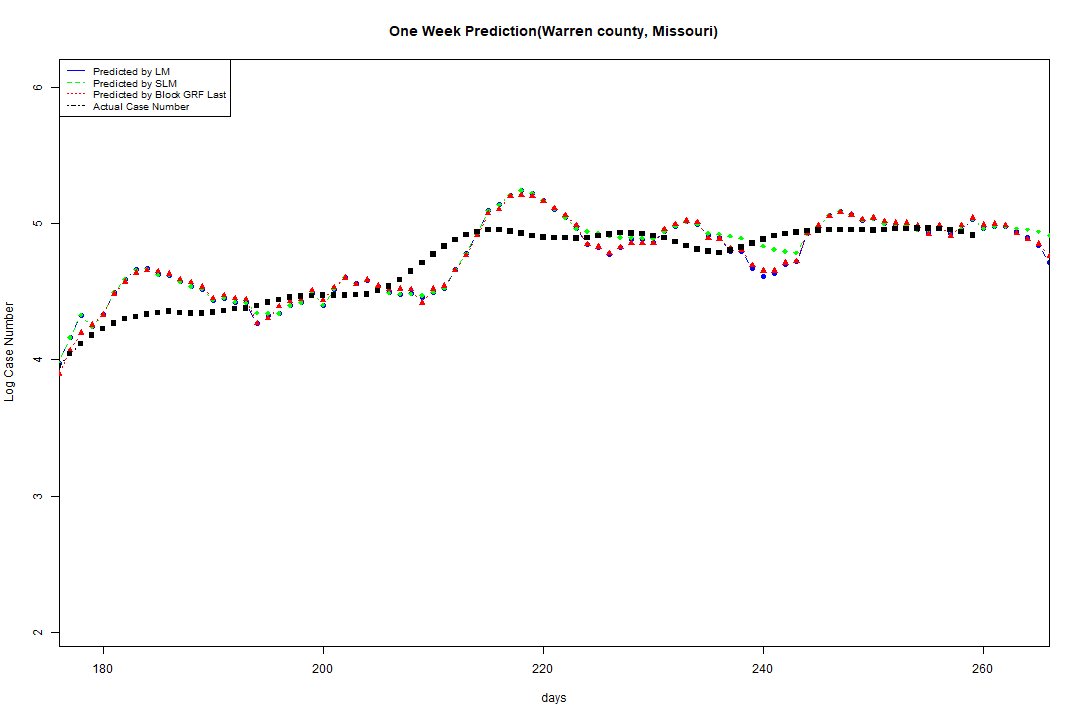 One Week Prediction(Warren county, Missouri)
Predicted by LM
Predicted by SLM
Predicted by Block GRF Last
Actual Case Number
6
5
4
3
2
Log Case Number
180 200 220 240 260
days